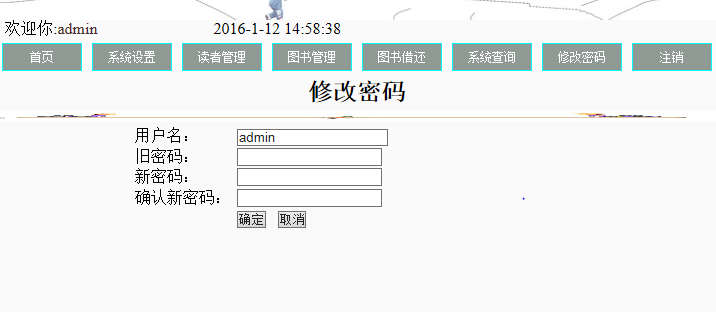 欢迎你:admin 2016-1-12 14:58:38
首页 系统设置 读者管理 图书管理 图书借还 系统查询 修改密码 注销
修改密码
用户名： admin
旧密码：
新密码：
确认新密码：
确定 取消